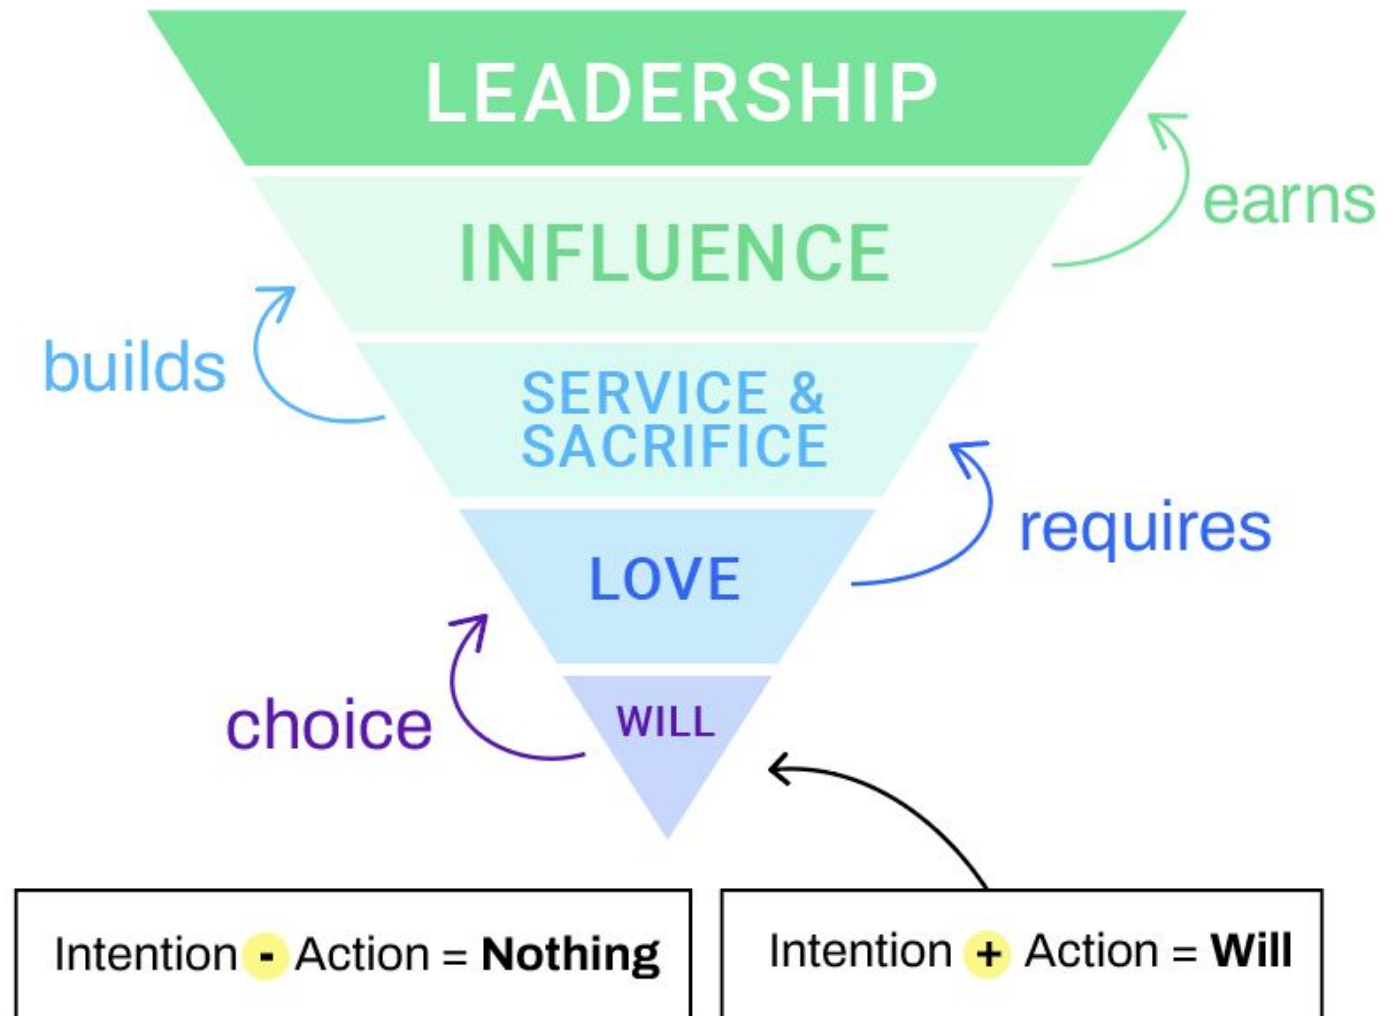 LEADERSHIP
earns
INFLUENCE
builds
SERVICE &
SACRIFICE
requires
LOVE
choice
WILL
Intention - Action = Nothing
Intention + Action = Will